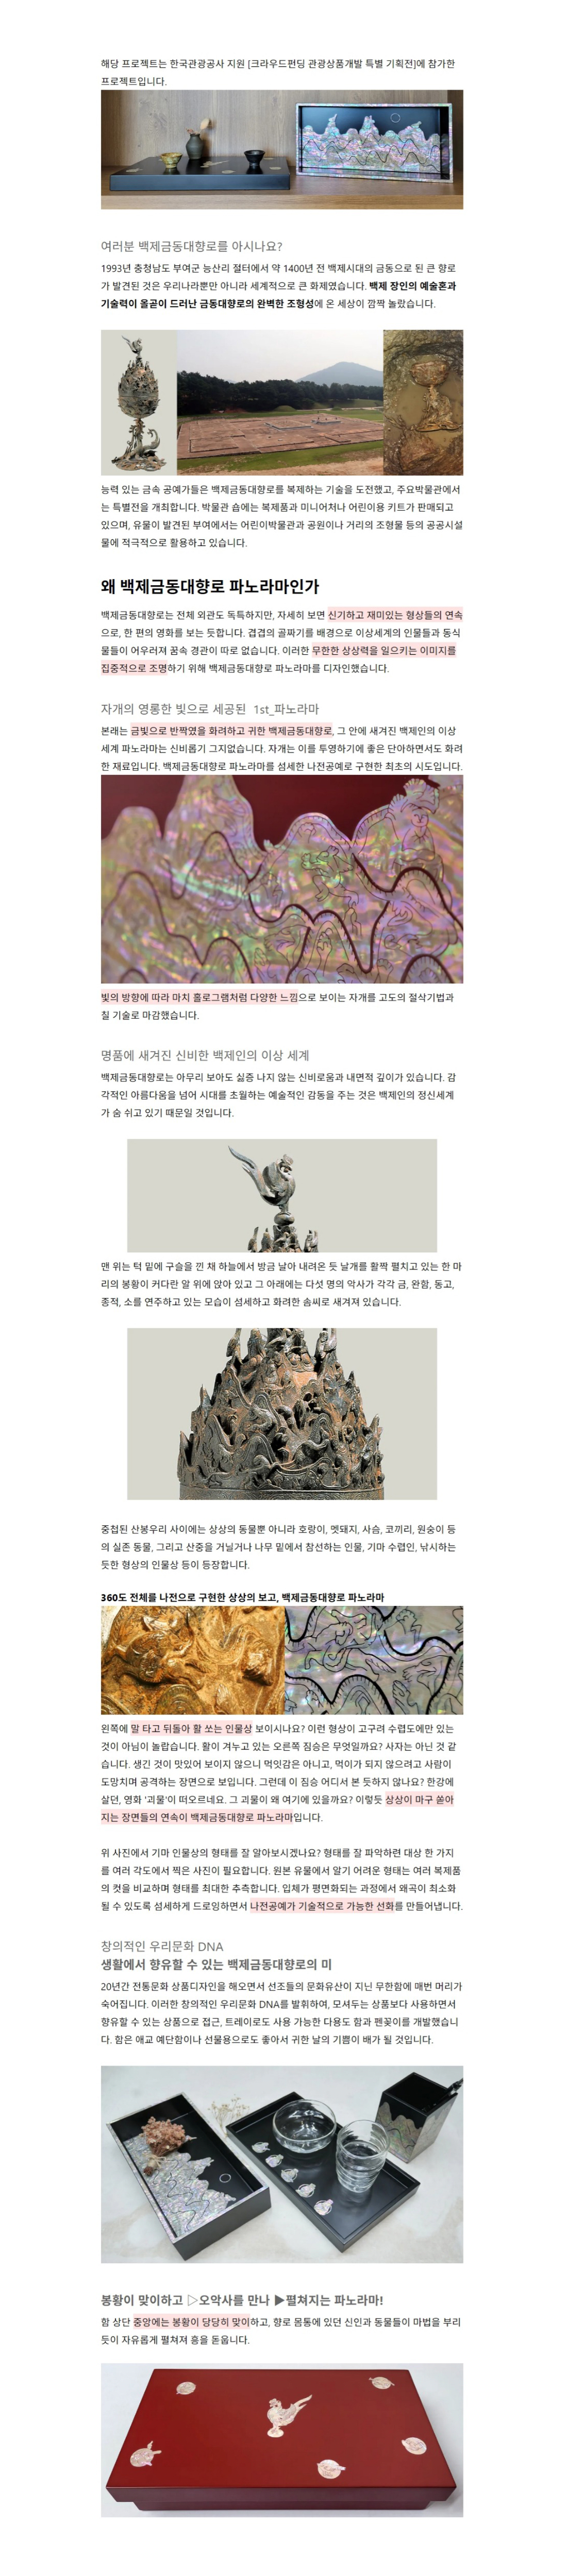 해당 프로젝트는 한국관광공사 지원 [크라우드펀딩 관광상품개발 특별 기획전]에 참가한
프로젝트입니다.
여러분 백제금동대향로를 아시나요?
1993년 충청남도 부여군 능산리 절터에서 약 1400년 전 백제시대의 금동으로 된 큰 향로
가 발견된 것은 우리나라뿐만 아니라 세계적으로 큰 화제였습니다. 백제 장인의 예술혼과
기술력이 올곧이 드러난 금동대향로의 완벽한 조형성에 온 세상이 깜짝 놀랐습니다.
능력 있는 금속 공예가들은 백제금동대향로를 복제하는 기술을 도전했고, 주요박물관에서
는 특별전을 개최합니다. 박물관 숍에는 복제품과 미니어처나 어린이용 키트가 판매되고
있으며, 유물이 발견된 부여에서는 어린이박물관과 공원이나 거리의 조형물 등의 공공시설
물에 적극적으로 활용하고 있습니다.
왜 백제금동대향로 파노라마인가
백제금동대향로는 전체 외관도 독특하지만, 자세히 보면 신기하고 재미있는 형상들의 연속
으로, 한 편의 영화를 보는 듯합니다. 겹겹의 골짜기를 배경으로 이상세계의 인물들과 동식
물들이 어우러져 꿈속 경관이 따로 없습니다. 이러한 무한한 상상력을 일으키는 이미지를
집중적으로 조명하기 위해 백제금동대향로 파노라마를 디자인했습니다.
자개의 영롱한 빛으로 세공된 1st_파노라마
본래는 금빛으로 반짝였을 화려하고 귀한 백제금동대향로, 그 안에 새겨진 백제인의 이상
세계 파노라마는 신비롭기 그지없습니다. 자개는 이를 투영하기에 좋은 단아하면서도 화려
한 재료입니다. 백제금동대향로 파노라마를 섬세한 나전공예로 구현한 최초의 시도입니다.
빛의 방향에 따라 마치 홀로그램처럼 다양한 느낌으로 보이는 자개를 고도의 절삭기법과
칠 기술로 마감했습니다.
명품에 새겨진 신비한 백제인의 이상 세계
백제금동대향로는 아무리 보아도 싫증 나지 않는 신비로움과 내면적 깊이가 있습니다. 감
각적인 아름다움을 넘어 시대를 초월하는 예술적인 감동을 주는 것은 백제인의 정신세계
가 숨 쉬고 있기 때문일 것입니다.
맨 위는 턱 밑에 구슬을 낀 채 하늘에서 방금 날아 내려온 듯 날개를 활짝 펼치고 있는 한 마
리의 봉황이 커다란 알 위에 앉아 있고 그 아래에는 다섯 명의 악사가 각각 금, 완함, 동고,
종적, 소를 연주하고 있는 모습이 섬세하고 화려한 솜씨로 새겨져 있습니다.
중첩된 산봉우리 사이에는 상상의 동물뿐 아니라 호랑이, 멧돼지, 사슴, 코끼리, 원숭이 등
의 실존 동물, 그리고 산중을 거닐거나 나무 밑에서 참선하는 인물, 기마 수렵인, 낚시하는
듯한 형상의 인물상 등이 등장합니다.
360도 전체를 나전으로 구현한 상상의 보고, 백제금동대향로 파노라마
왼쪽에 말 타고 뒤돌아 활 쏘는 인물상 보이시나요? 이런 형상이 고구려 수렵도에만 있는
것이 아님이 놀랍습니다. 활이 겨누고 있는 오른쪽 짐승은 무엇일까요? 사자는 아닌 것 같
습니다. 생긴 것이 맛있어 보이지 않으니 먹잇감은 아니고, 먹이가 되지 않으려고 사람이
도망치며 공격하는 장면으로 보입니다. 그런데 이 짐승 어디서 본 듯하지 않나요? 한강에
살던, 영화 '괴물'이 떠오르네요. 그 괴물이 왜 여기에 있을까요? 이렇듯 상상이 마구 쏟아
지는 장면들의 연속이 백제금동대향로 파노라마입니다.
위 사진에서 기마 인물상의 형태를 잘 알아보시겠나요? 형태를 잘 파악하련 대상 한 가지
를 여러 각도에서 찍은 사진이 필요합니다. 원본 유물에서 알기 어려운 형태는 여러 복제품
의 컷을 비교하며 형태를 최대한 추측합니다. 입체가 평면화되는 과정에서 왜곡이 최소화
될 수 있도록 섬세하게 드로잉하면서 나전공예가 기술적으로 가능한 선화를 만들어냅니다.
창의적인 우리문화 DNA
생활에서 향유할 수 있는 백제금동대향로의 미
20년간 전통문화 상품디자인을 해오면서 선조들의 문화유산이 지닌 무한함에 매번 머리가
숙어집니다. 이러한 창의적인 우리문화 DNA를 발휘하여, 모셔두는 상품보다 사용하면서
향유할 수 있는 상품으로 접근, 트레이로도 사용 가능한 다용도 함과 펜꽂이를 개발했습니
다. 함은 애교 예단함이나 선물용으로도 좋아서 귀한 날의 기쁨이 배가 될 것입니다.
봉황이 맞이하고 ▷오악사를 만나 ▶펼쳐지는 파노라마!
함 상단 중앙에는 봉황이 당당히 맞이하고, 향로 몸통에 있던 신인과 동물들이 마법을 부리
듯이 자유롭게 펼쳐져 흥을 돋웁니다.